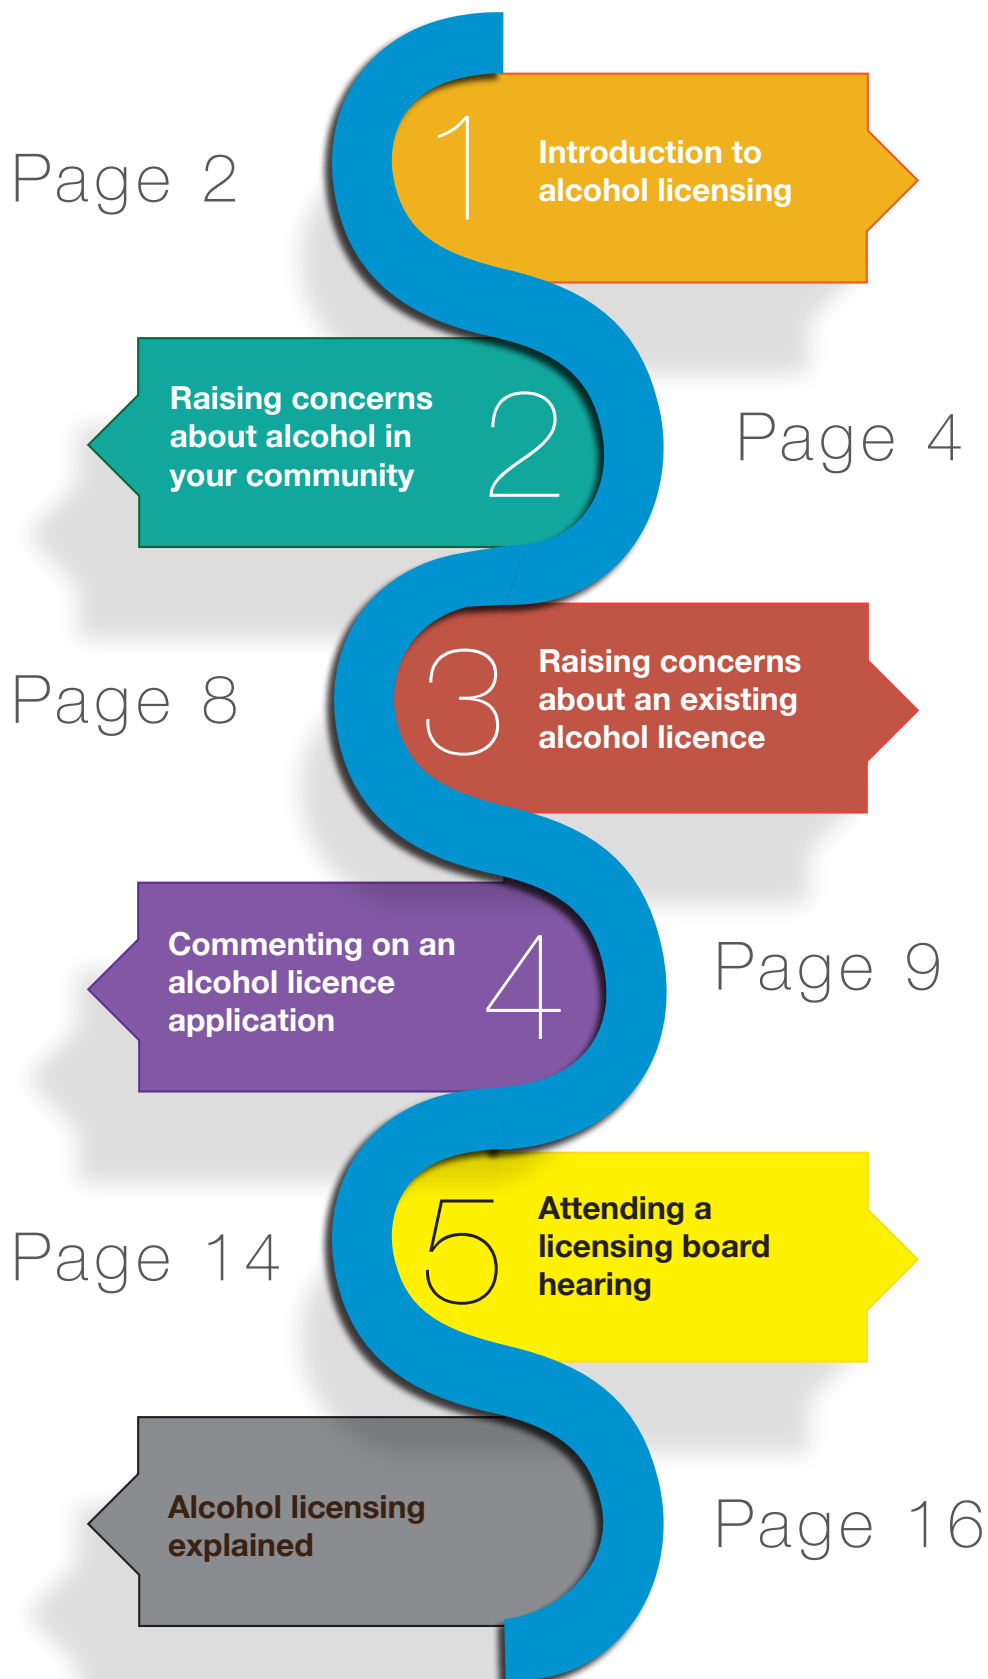 Page 2
1
Introduction to
alcohol licensing
Raising concerns
about alcohol in
your community
2
Page 4
Page 8
3
Raising concerns
about an existing
alcohol licence
Commenting on an
alcohol licence
application
4
Page 9
Page 14
5
Attending a
licensing board
hearing
Alcohol licensing
explained
Page 16